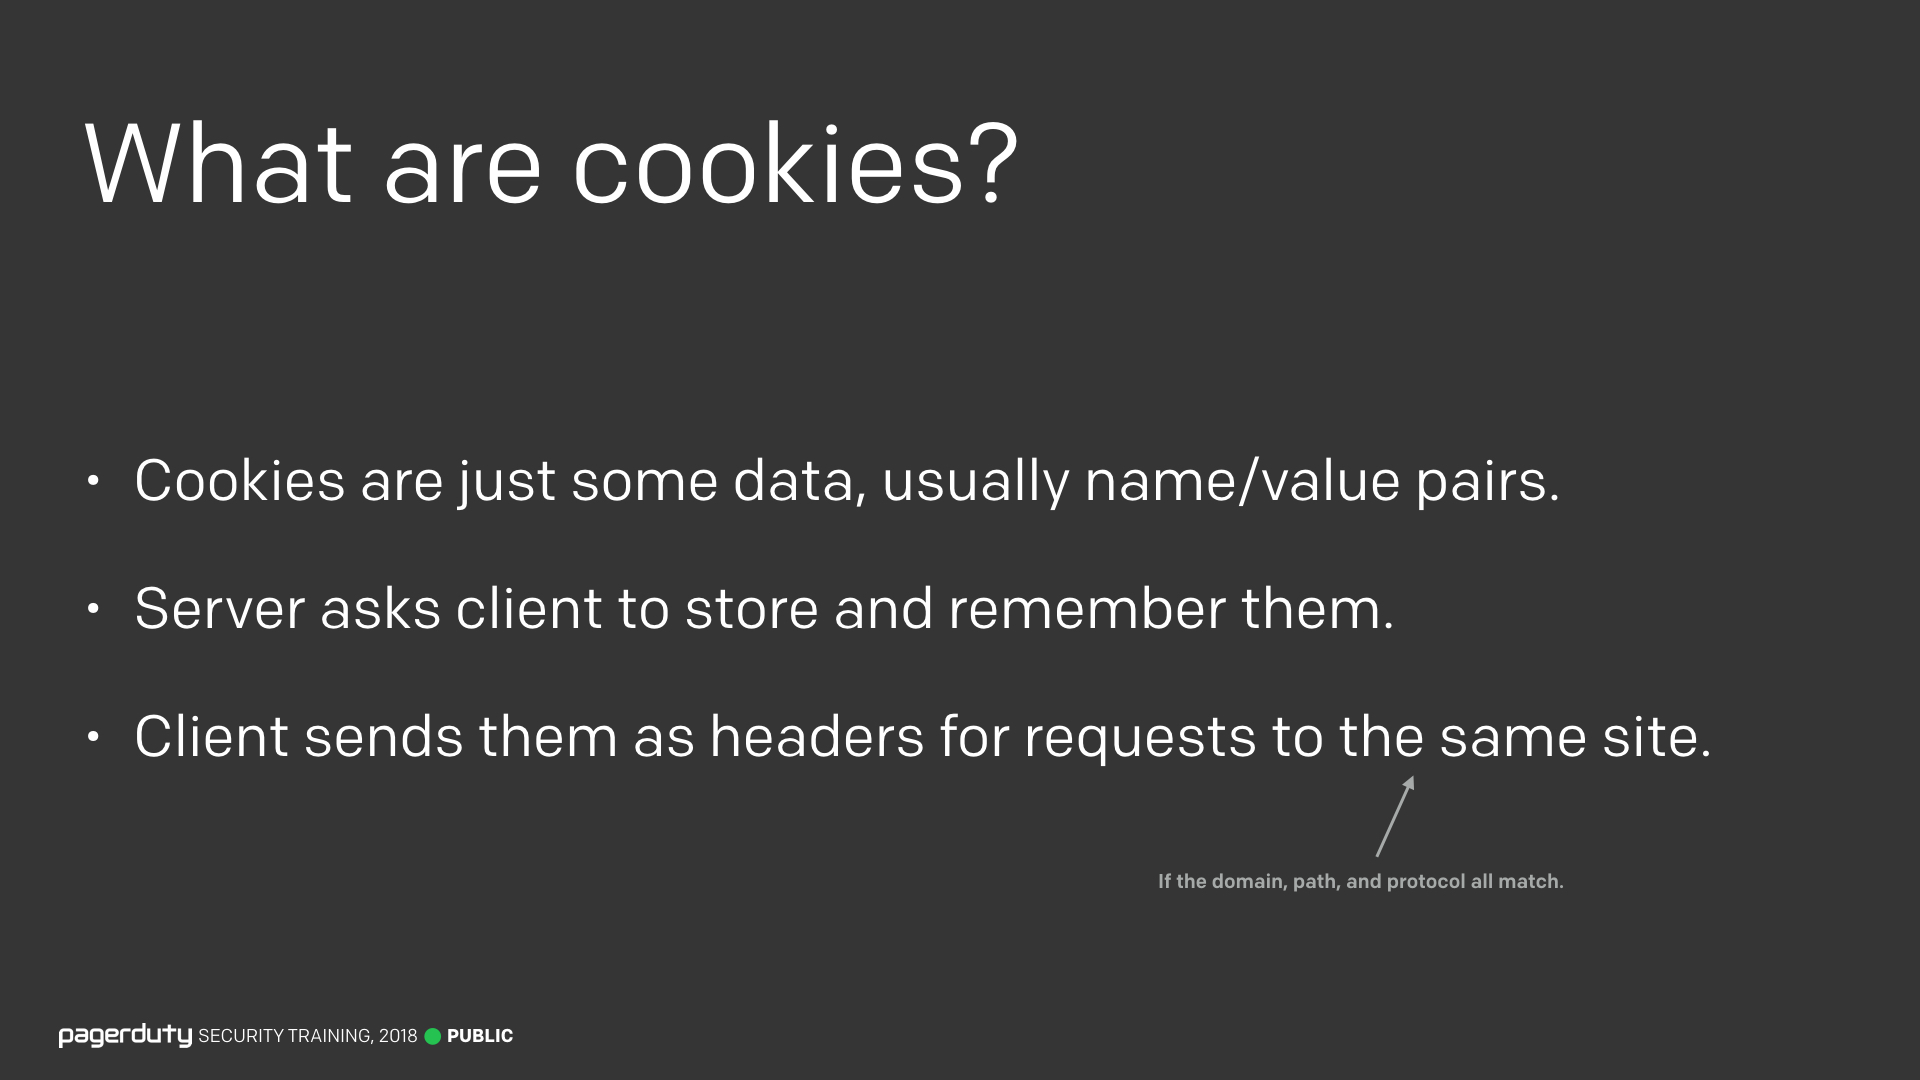 What are cookies?
• Cookies are just some data, usually name/value pairs.
• Server asks client to store and remember them.
• Client sends them as headers for requests to the same site.
If the domain, path, and protocol all match.
pagerduty SECURITY TRAINING, 2018 PUBLIC